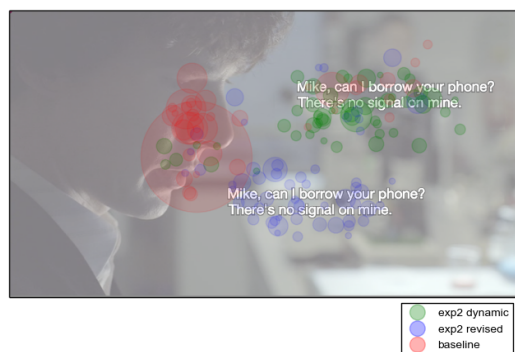 Mike, can I borrow your phone?
There's no signal on mine.
Mike, can I borrow your phone?
There's no signal on mine.
exp2 dynamic
exp2 revised
baseline